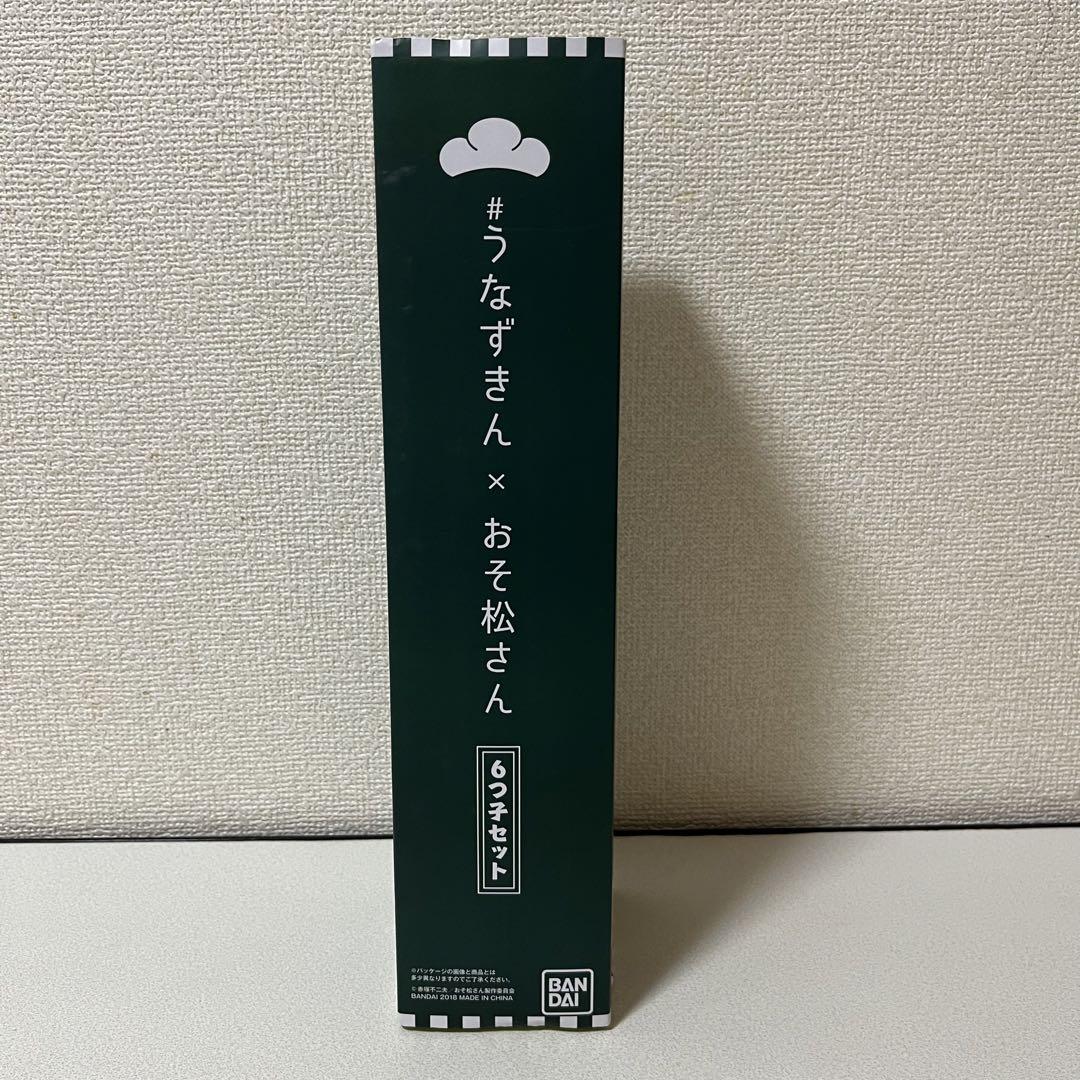 #うなずきん×おそ松さん
6つ子セット
※パッケージの画像と商品とは
多少異なりますのでご了承ください。
© 赤塚不二夫/おそ松さん製作委員会
BANDAI 2018 MADE IN CHINA
BAN
DAI